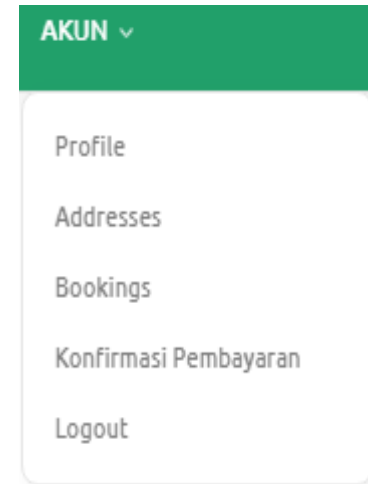 AKUN
Profile
Addresses
Bookings
Konfirmasi Pembayaran
Logout